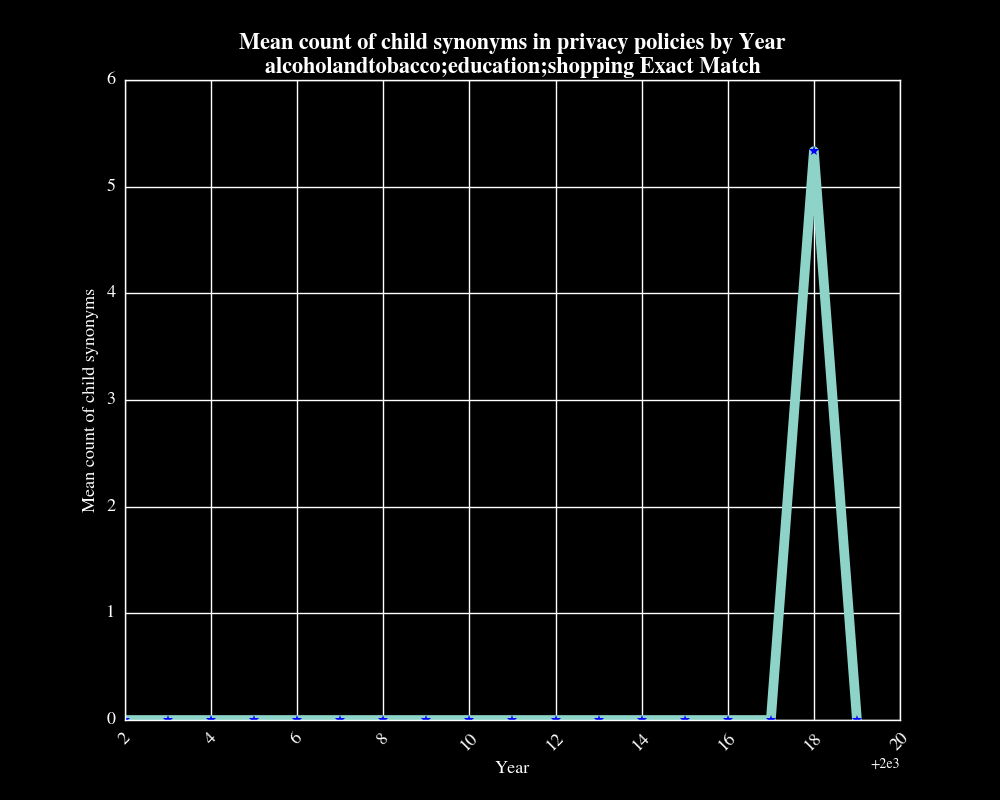 Mean count of child synonyms in privacy policies by Year
alcoholandtobacco;education;shopping Exact Match
6
5
4
3
2
1
0
Mean count of child synonyms
2 4 6 8 10 12 14 16 18 20
+2e3
Year